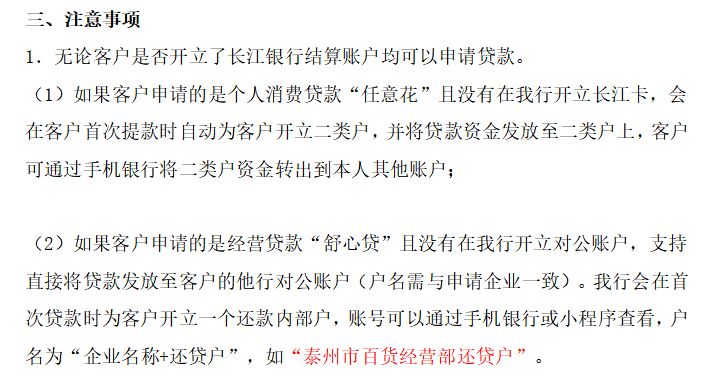 三、注意事项
1．无论客户是否开立了长江银行结算账户均可以申请贷款。
（1）如果客户申请的是个人消费贷款“任意花”且没有在我行开立长江卡，会
在客户首次提款时自动为客户开立二类户，并将贷款资金发放至二类户上，客户
可通过手机银行将二类户资金转出到本人其他账户；
（2）如果客户申请的是经营贷款“舒心贷”且没有在我行开立对公账户，支持
直接将贷款发放至客户的他行对公账户（户名需与申请企业一致）。我行会在首
次贷款时为客户开立一个还款内部户，账号可以通过手机银行或小程序查看，户
名为“企业名称+还贷户”，如“泰州市百货经营部还贷户”。